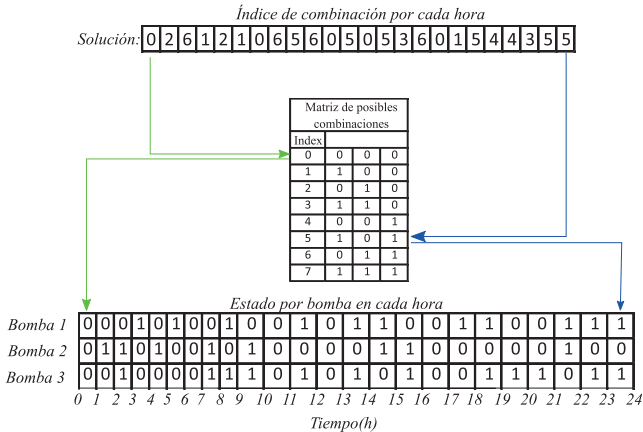 Índice de combinación por cada hora
Solución: 0 2 6 1 2 1 0 6 5 6 0 5 0 5 3 6 0 1 5 4 4 3 5 5
Matriz de posibles
combinaciones
Index
0 0 0 0
1 1 0 0
2 0 1 0
3 1 1 0
4 0 0 1
5 1 0 1
6 0 1 1
7 1 1 1
Estado por bomba en cada hora
Bomba 1 0 0 0 1 0 1 0 0 1 0 0 1 0 1 1 0 0 1 1 0 0 1 1 1
Bomba 2 0 1 1 0 1 0 0 1 0 1 0 0 0 0 1 1 0 0 0 0 0 1 0 0
Bomba 3 0 0 1 0 0 0 0 1 1 1 0 1 0 1 0 1 0 0 1 1 1 0 1 1
0 1 2 3 4 5 6 7 8 9 10 11 12 13 14 15 16 17 18 19 20 21 22 23 24
Tiempo(h)